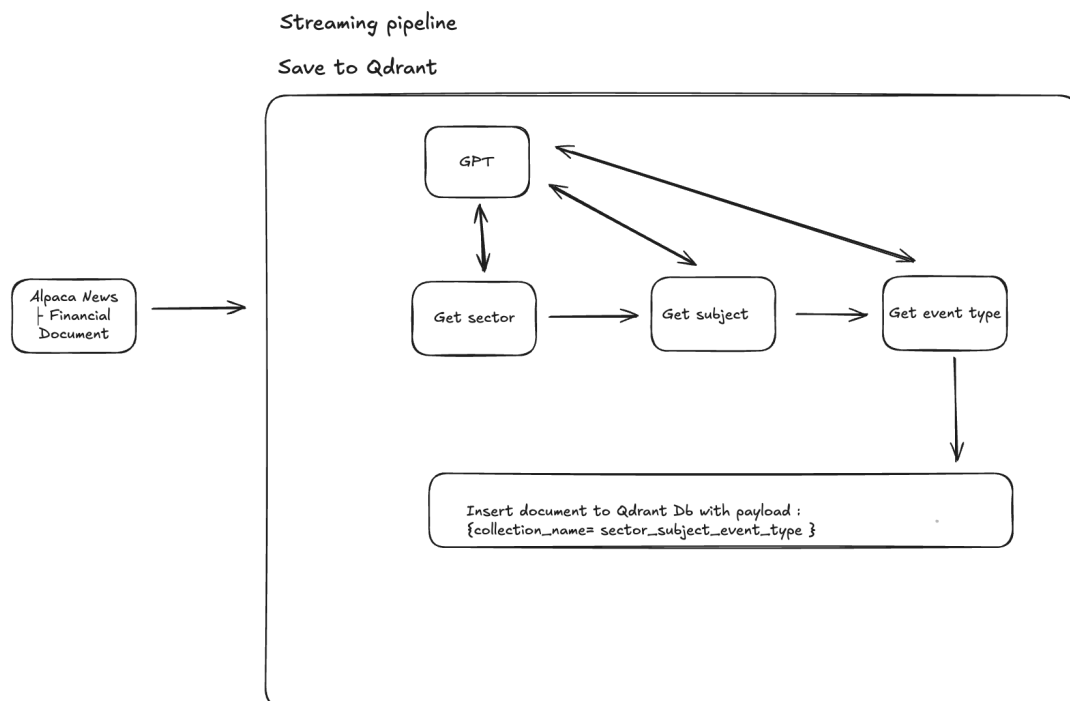 Streaming pipeline
Save to Qdrant
GPT
Alpaca News
├ Financial
Document
Get sector
Get subject
Get event type
Insert document to Qdrant Db with payload :
{collection_name= sector_subject_event_type }